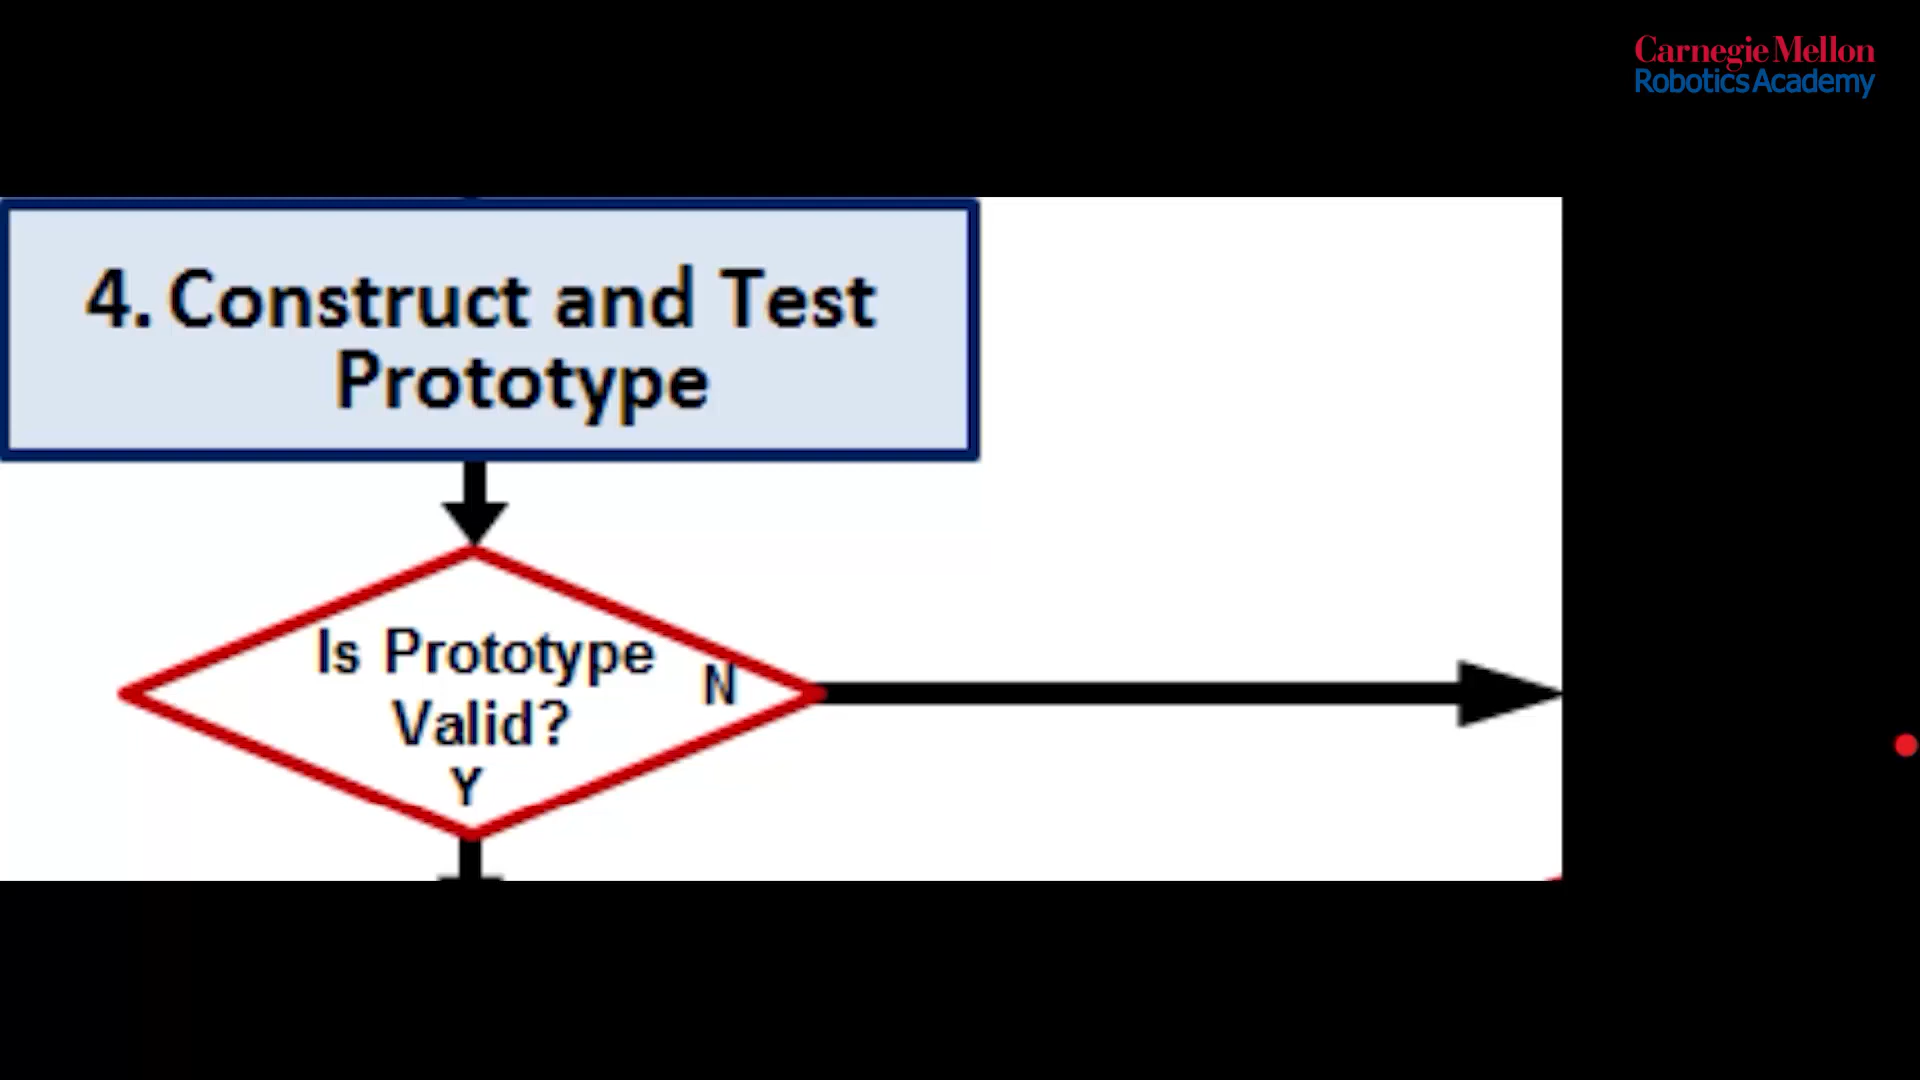 Carnegie Mellon
Robotics Academy
4. Construct and Test
Prototype
Is Prototype
Valid?
N
Y